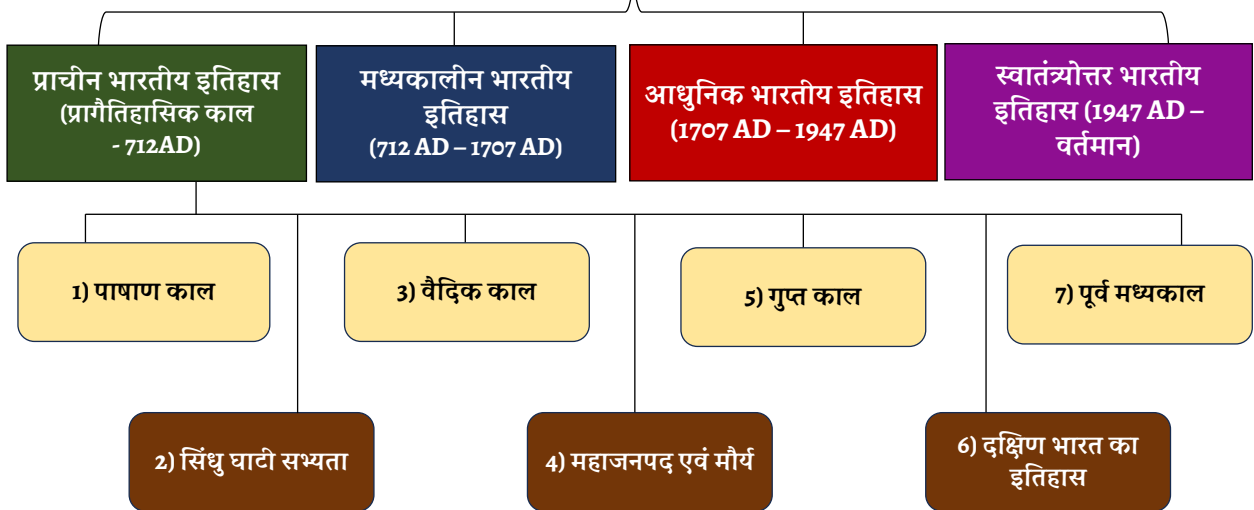 प्राचीन भारतीय इतिहास
(प्रागैतिहासिक काल
- 712AD)
मध्यकालीन भारतीय
इतिहास
(712 AD – 1707 AD)
आधुनिक भारतीय इतिहास
(1707 AD – 1947 AD)
स्वातंत्र्योत्तर भारतीय
इतिहास (1947 AD –
वर्तमान)
1) पाषाण काल
3) वैदिक काल
5) गुप्त काल
7) पूर्व मध्यकाल
2) सिंधु घाटी सभ्यता
4) महाजनपद एवं मौर्य
6) दक्षिण भारत का
इतिहास